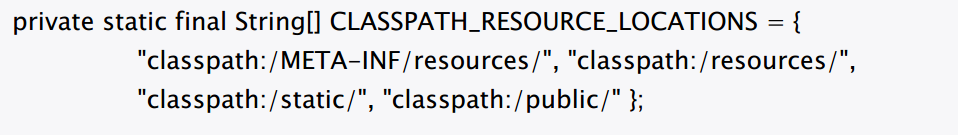 private static final String[] CLASSPATH_RESOURCE_LOCATIONS = {
"classpath:/META-INF/resources/", "classpath:/resources/",
"classpath:/static/", "classpath:/public/" };